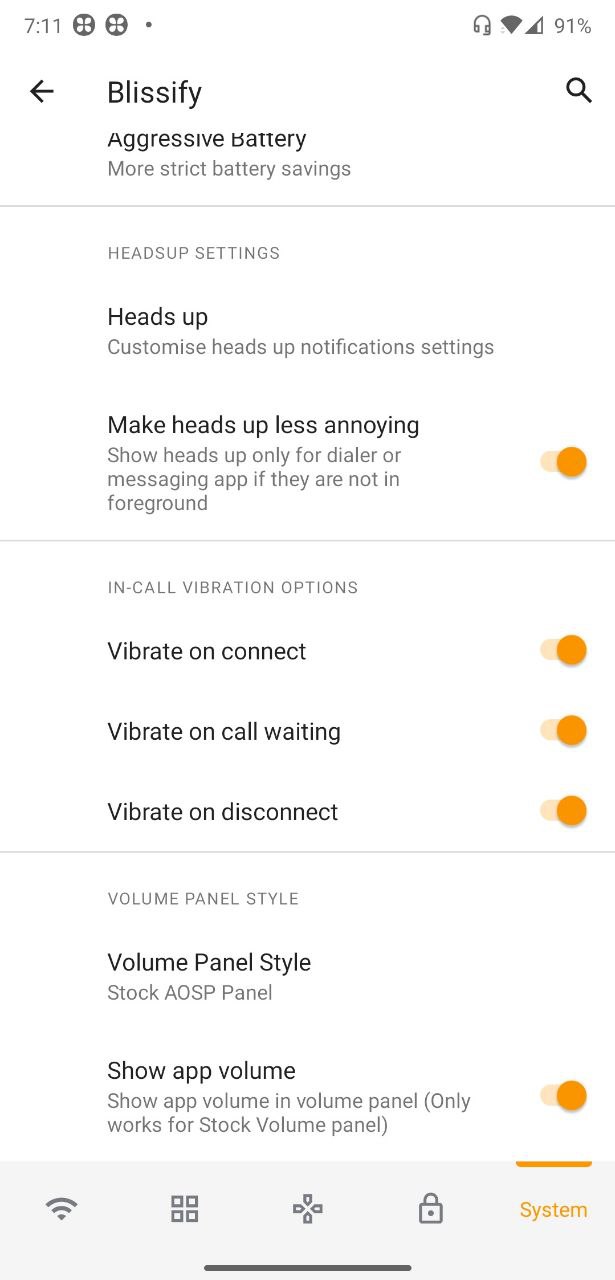 7:11
91%
Blissify
Aggressive Battery
More strict battery savings
HEADSUP SETTINGS
Heads up
Customise heads up notifications settings
Make heads up less annoying
Show heads up only for dialer or
messaging app if they are not in
foreground
IN-CALL VIBRATION OPTIONS
Vibrate on connect
Vibrate on call waiting
Vibrate on disconnect
VOLUME PANEL STYLE
Volume Panel Style
Stock AOSP Panel
Show app volume
Show app volume in volume panel (Only
works for Stock Volume panel)
System